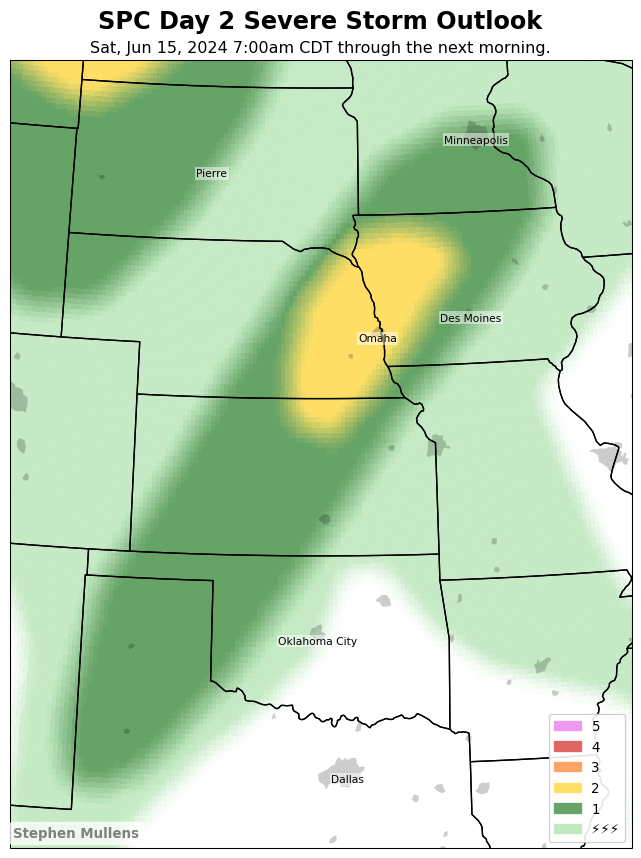 SPC Day 2 Severe Storm Outlook
Sat, Jun 15, 2024 7:00am CDT through the next morning.
Minneapolis
Pierre
Des Moines
Omaha
Oklahoma City
Dallas
5
4
3
2
1
⚡⚡⚡
Stephen Mullens